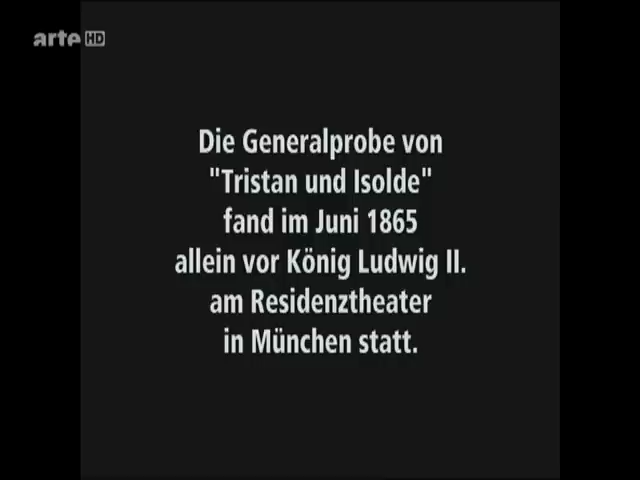 arte HD
Die Generalprobe von
"Tristan und Isolde"
fand im Juni 1865
allein vor König Ludwig II.
am Residenztheater
in München statt.